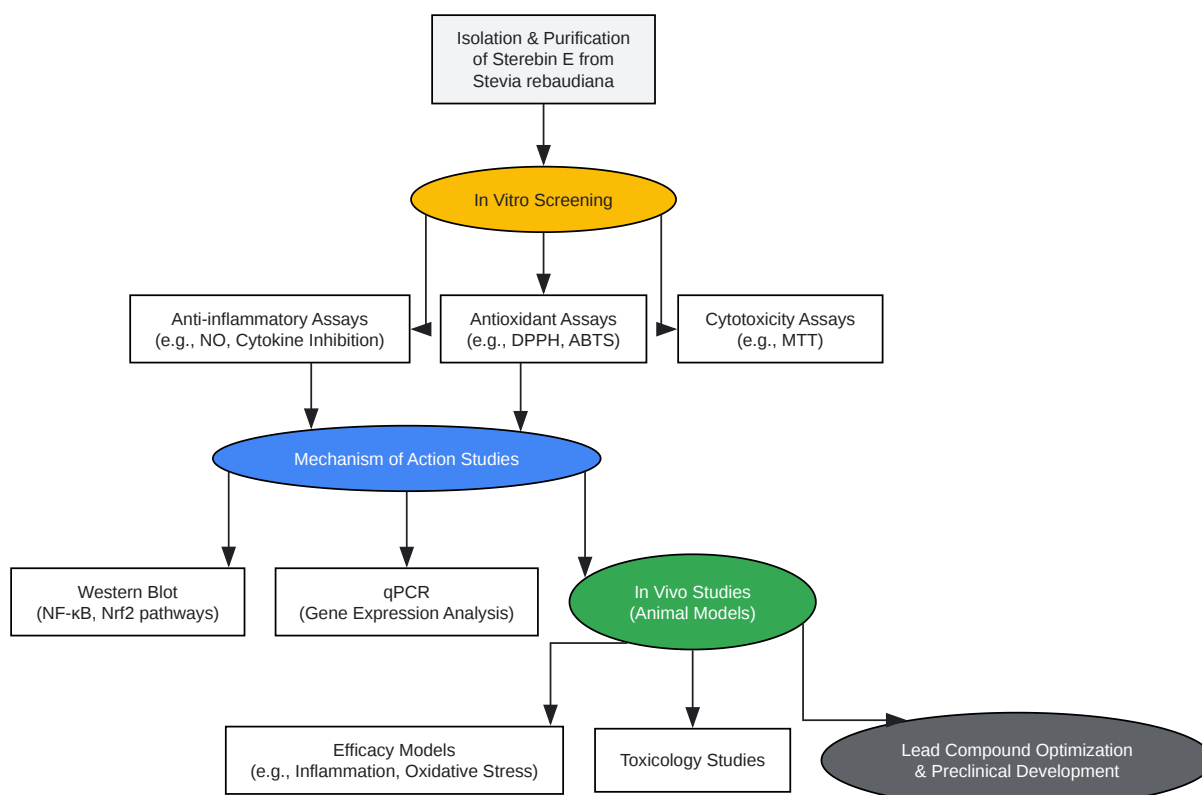 Isolation & Purification
of Sterebin E from
Stevia rebaudiana
In Vitro Screening
Anti-inflammatory Assays
(e.g., NO, Cytokine Inhibition)
Antioxidant Assays
(e.g., DPPH, ABTS)
Cytotoxicity Assays
(e.g., MTT)
Mechanism of Action Studies
Western Blot
(NF-κB, Nrf2 pathways)
qPCR
(Gene Expression Analysis)
In Vivo Studies
(Animal Models)
Efficacy Models
(e.g., Inflammation, Oxidative Stress)
Toxicology Studies
Lead Compound Optimization
& Preclinical Development